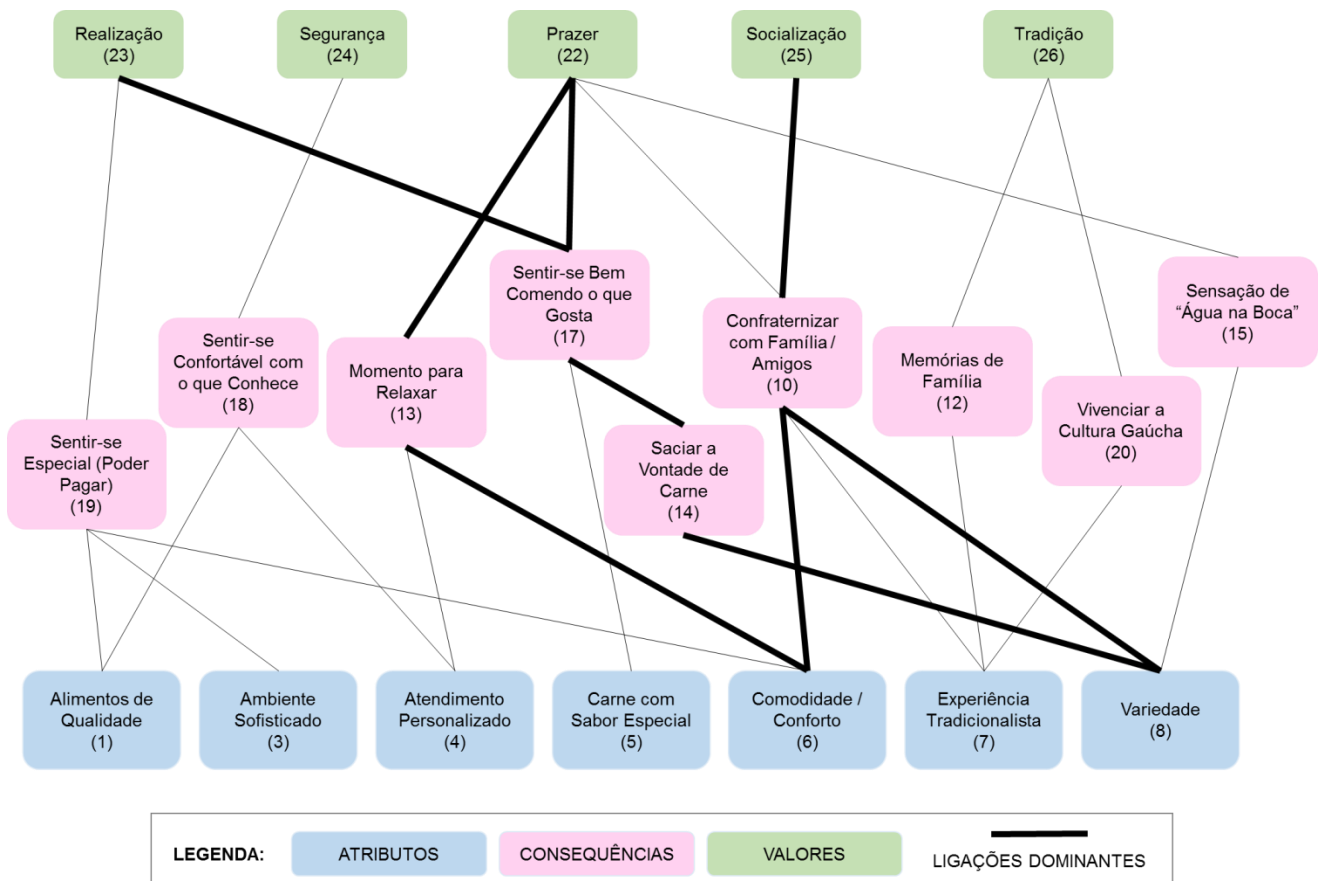 Realização
(23)
Segurança
(24)
Prazer
(22)
Socialização
(25)
Tradição
(26)
Sentir-se Bem
Comendo o que
Gosta
(17)
Sensação de
“Água na Boca”
(15)
Confraternizar
com Família /
Amigos
(10)
Sentir-se
Confortável com
o que Conhece
(18)
Momento para
Relaxar
(13)
Memórias de
Família
(12)
Vivenciar a
Cultura Gaúcha
(20)
Sentir-se
Especial (Poder
Pagar)
(19)
Saciar a
Vontade de
Carne
(14)
Alimentos de
Qualidade
(1)
Ambiente
Sofisticado
(3)
Atendimento
Personalizado
(4)
Carne com
Sabor Especial
(5)
Comodidade /
Conforto
(6)
Experiência
Tradicionalista
(7)
Variedade
(8)
LEGENDA:
ATRIBUTOS
CONSEQUÊNCIAS
VALORES
LIGAÇÕES DOMINANTES